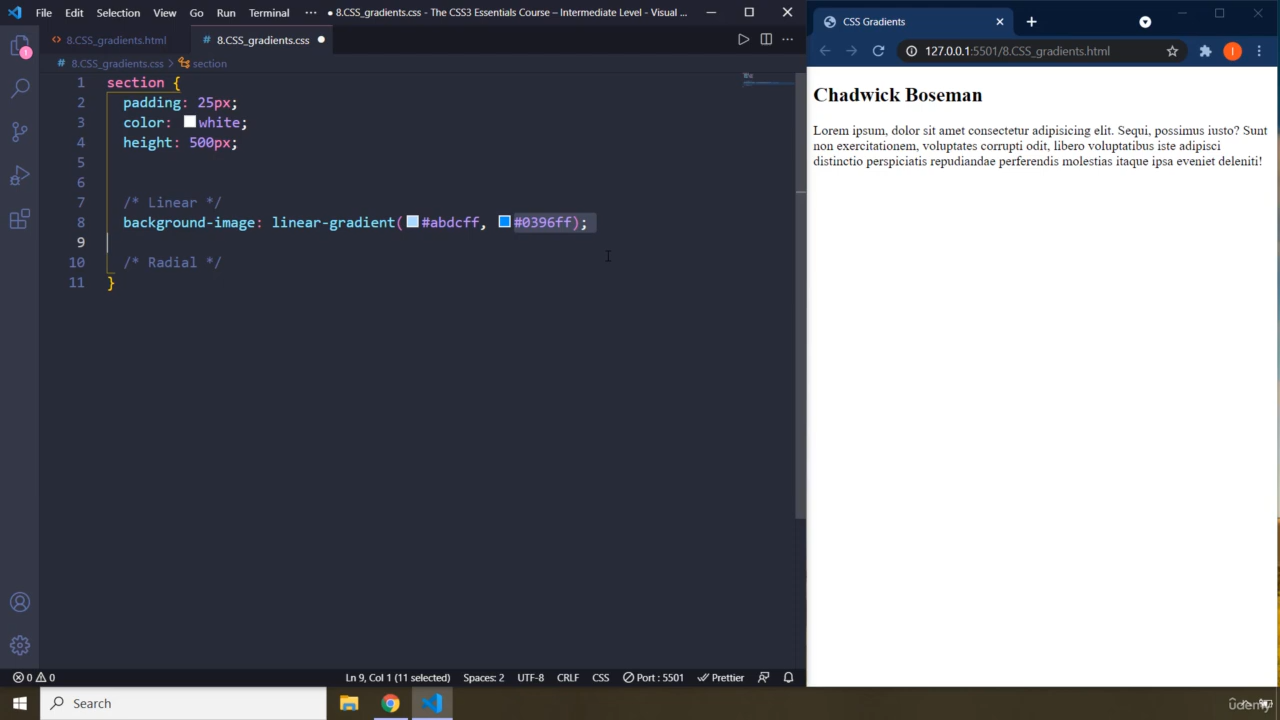 File Edit Selection View Go Run Terminal ··· ● 8.CSS_gradients.css - The CSS3 Essentials Course – Intermediate Level - Visual ...
8.CSS_gradients.html
8.CSS_gradients.css
8.CSS_gradients.css > section
1 section {
2 padding: 25px;
3 color: white;
4 height: 500px;
5
6
7 /* Linear */
8 background-image: linear-gradient( #abdcff, #0396ff);
9
10 /* Radial */
11 }
1
0 0
Ln 9, Col 1 (11 selected) Spaces: 2 UTF-8 CRLF CSS Port : 5501 Prettier
CSS Gradients
127.0.0.1:5501/8.CSS_gradients.html
I
Chadwick Boseman
Lorem ipsum, dolor sit amet consectetur adipisicing elit. Sequi, possimus iusto? Sunt
non exercitationem, voluptates corrupti odit, libero voluptatibus iste adipisci
distinctio perspiciatis repudiandae perferendis molestias itaque ipsa eveniet deleniti!
Search
udemy